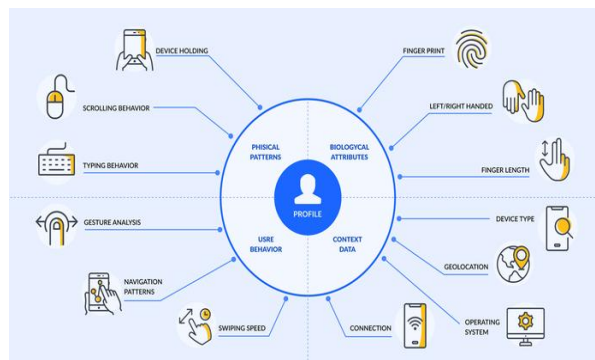 DEVICE HOLDING
FINGER PRINT
SCROLLING BEHAVIOR
LEFT/RIGHT HANDED
PHISICAL
PATTERNS
BIOLOGYCAL
ATTRIBUTES
TYPING BEHAVIOR
FINGER LENGTH
PROFILE
GESTURE ANALYSIS
DEVICE TYPE
USRE
BEHAVIOR
CONTEXT
DATA
GEOLOCATION
NAVIGATION
PATTERNS
SWIPING SPEED
CONNECTION
OPERATING
SYSTEM